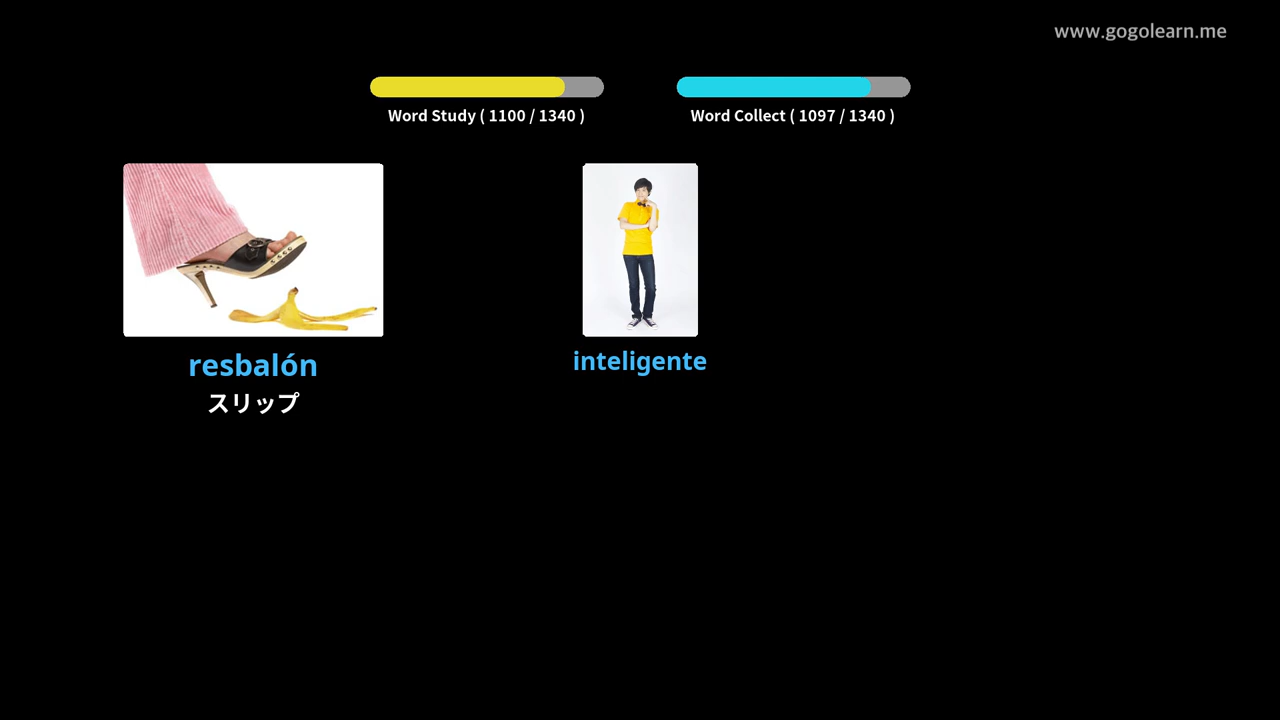 www.gogolearn.me
Word Study ( 1100 / 1340 )
Word Collect ( 1097 / 1340 )
resbalón
スリップ
inteligente